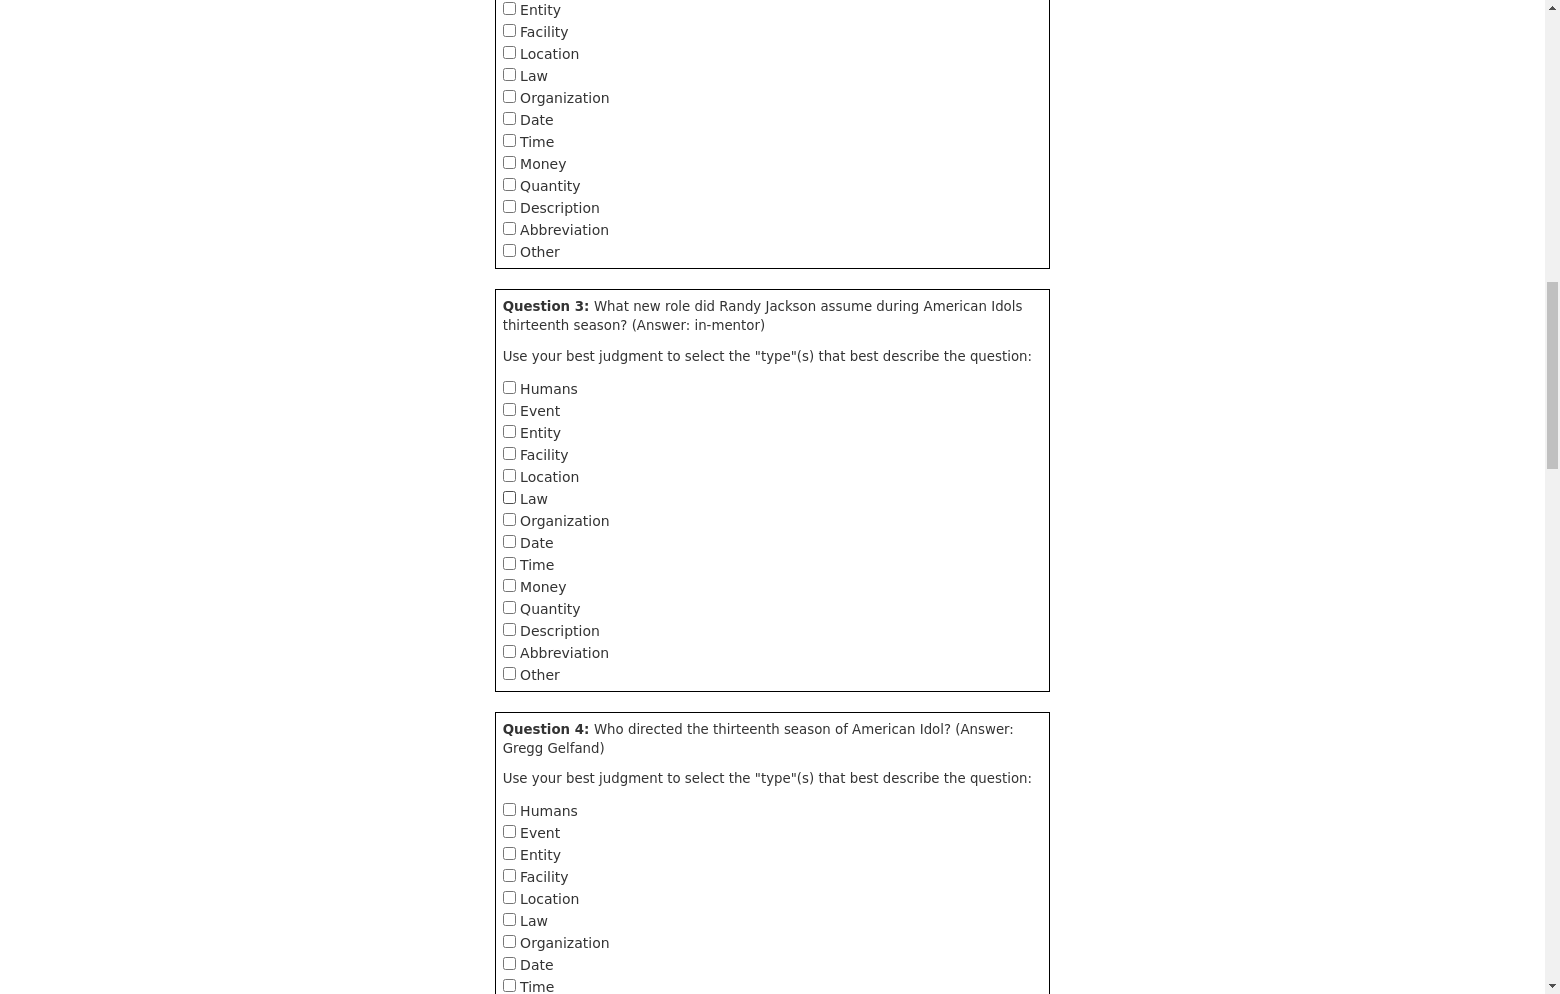 Entity
Facility
Location
Law
Organization
Date
Time
Money
Quantity
Description
Abbreviation
Other
Question 3: What new role did Randy Jackson assume during American Idols
thirteenth season? (Answer: in-mentor)
Use your best judgment to select the "type"(s) that best describe the question:
Humans
Event
Entity
Facility
Location
Law
Organization
Date
Time
Money
Quantity
Description
Abbreviation
Other
Question 4: Who directed the thirteenth season of American Idol? (Answer:
Gregg Gelfand)
Use your best judgment to select the "type"(s) that best describe the question:
Humans
Event
Entity
Facility
Location
Law
Organization
Date
Time